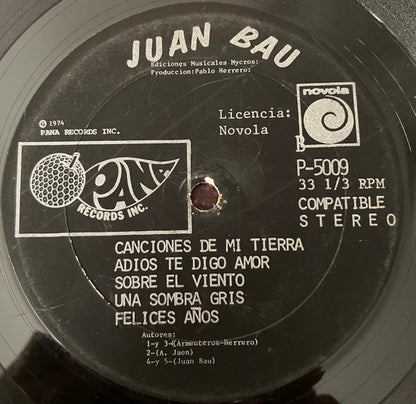 JUAN BAU
Ediciones Musicales Mycros:
Produccion:Pablo Herrero:
© 1974
PANA RECORDS INC.
Licencia:
Novola
novola
B
P-5009
33 1/3 RPM
COMPATIBLE
STEREO
PANA
RECORDS INC.
CANCIONES DE MI TIERRA
ADIOS TE DIGO AMOR
SOBRE EL VIENTO
UNA SOMBRA GRIS
FELICES AÑOS
Autores:
1-y 3-(Armenteros-Herrero)
2-(A. Jaen)
4-y 5-(Juan Bau)